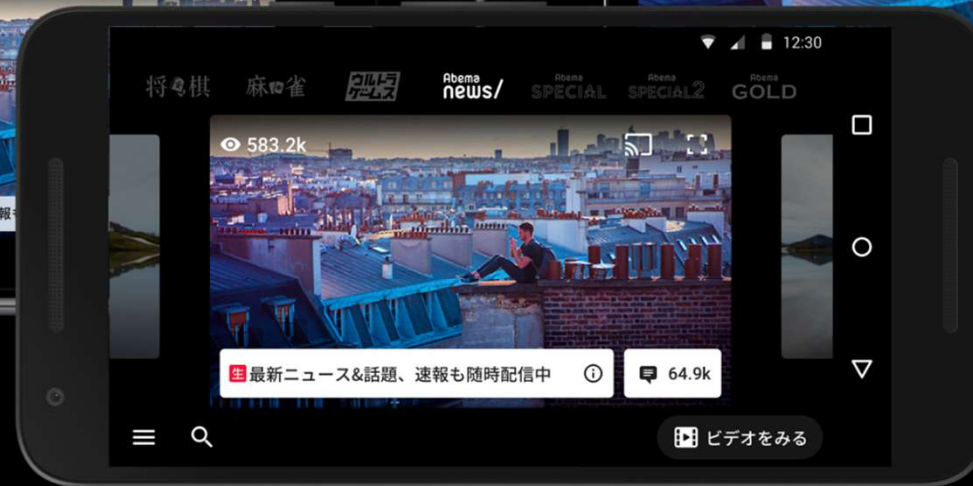 12:30
将棋 麻雀 ウルトラゲームス Abema news/ Abema SPECIAL Abema SPECIAL2 Abema GOLD
583.2k
生 最新ニュース&話題、速報も随時配信中 64.9k
ビデオをみる
報